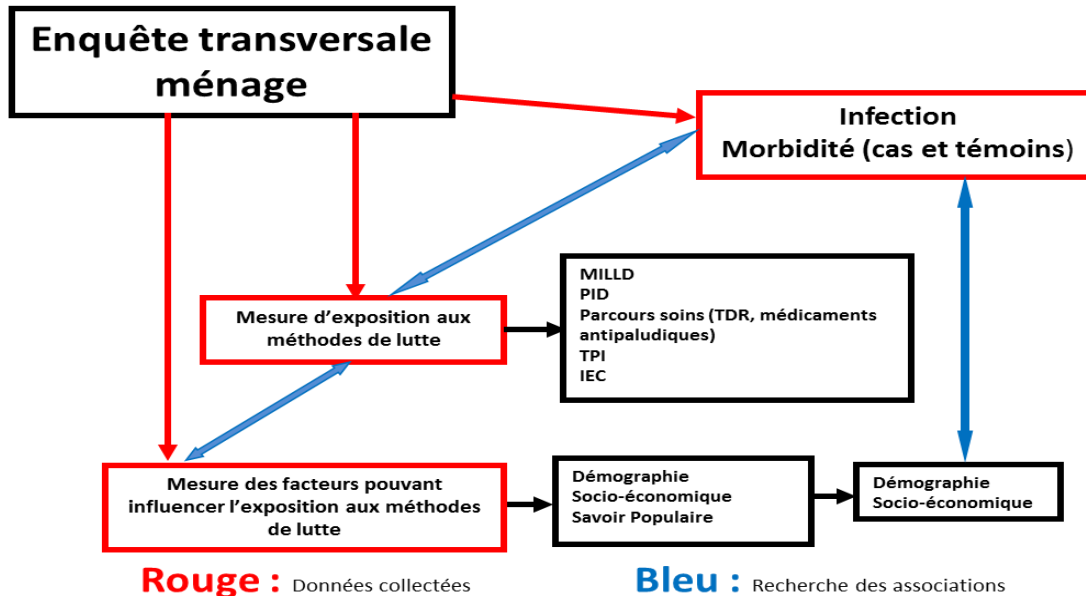 Enquête transversale
ménage
Infection
Morbidité (cas et témoins)
Mesure d'exposition aux
méthodes de lutte
MILLD
PID
Parcours soins (TDR, médicaments
antipaludiques)
TPI
IEC
Mesure des facteurs pouvant
influencer l'exposition aux méthodes
de lutte
Démographie
Socio-économique
Savoir Populaire
Démographie
Socio-économique
Rouge : Données collectées
Bleu : Recherche des associations